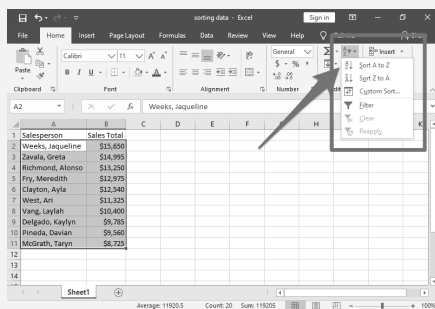 sorting data - Excel
Sign in
File Home Insert Page Layout Formulas Data Review View Help
Paste
Calibri 11 A A
B I U A
General
$ % ,
Insert
Clipboard Font Alignment Number
Sort A to Z
Sort Z to A
Custom Sort...
Filter
Clear
Reapply
A2 fx Weeks, Jaqueline
A B C D E F H K
1 Salesperson Sales Total
2 Weeks, Jaqueline $15,650
3 Zavala, Greta $14,995
4 Richmond, Alonso $13,250
5 Fry, Meredith $12,975
6 Clayton, Ayla $12,540
7 West, Ari $11,325
8 Vang, Laylah $10,400
9 Delgado, Kaylyn $9,785
10 Pineda, Davian $9,560
11 McGrath, Taryn $8,725
12
13
14
Sheet1
Average: 11920.5 Count: 20 Sum: 119205 100%